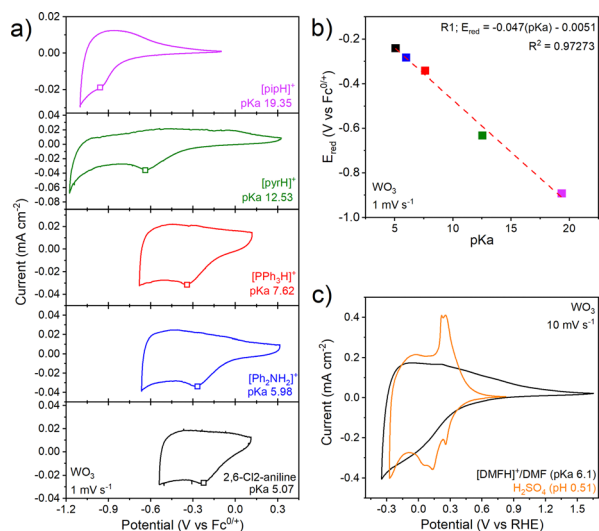 a)
0.02
0.00
-0.02
[pipH]⁺
pKa 19.35
0.04
0.02
0.00
-0.02
-0.04
-0.06
-0.08
[pyrH]⁺
pKa 12.53
0.02
0.00
-0.02
-0.04
[PPh₃H]⁺
pKa 7.62
0.04
0.02
0.00
-0.02
-0.04
[Ph₂NH₂]⁺
pKa 5.98
0.02
0.00
-0.02
-0.04
WO₃
1 mV s⁻¹
2,6-Cl2-aniline
pKa 5.07
-1.2 -0.9 -0.6 -0.3 0.0 0.3
Potential (V vs Fc⁰ᐟ⁺)
Current (mA cm⁻²)
b)
R1; E_red = -0.047(pKa) - 0.0051
R² = 0.97273
-0.2
-0.4
-0.6
-0.8
-1.0
E_red (V vs Fc⁰ᐟ⁺)
WO₃
1 mV s⁻¹
0 5 10 15 20
pKa
c)
WO₃
10 mV s⁻¹
0.4
0.2
0.0
-0.2
-0.4
Current (mA cm⁻²)
[DMFH]⁺/DMF (pKa 6.1)
H₂SO₄ (pH 0.51)
-0.3 0.0 0.3 0.6 0.9 1.2 1.5
Potential (V vs RHE)